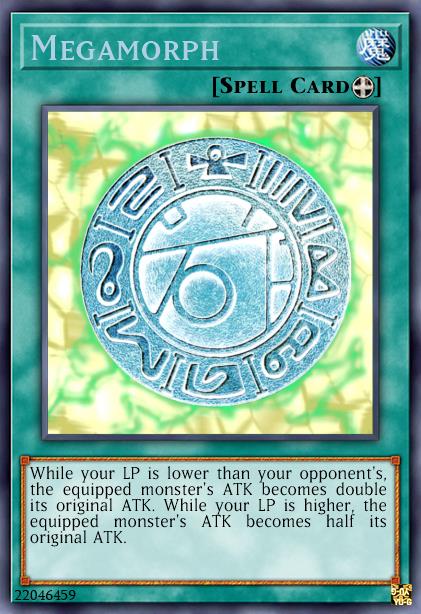 Megamorph
魔
[Spell Card]
While your LP is lower than your opponent's,
the equipped monster's ATK becomes double
its original ATK. While your LP is higher, the
equipped monster's ATK becomes half its
original ATK.
22046459